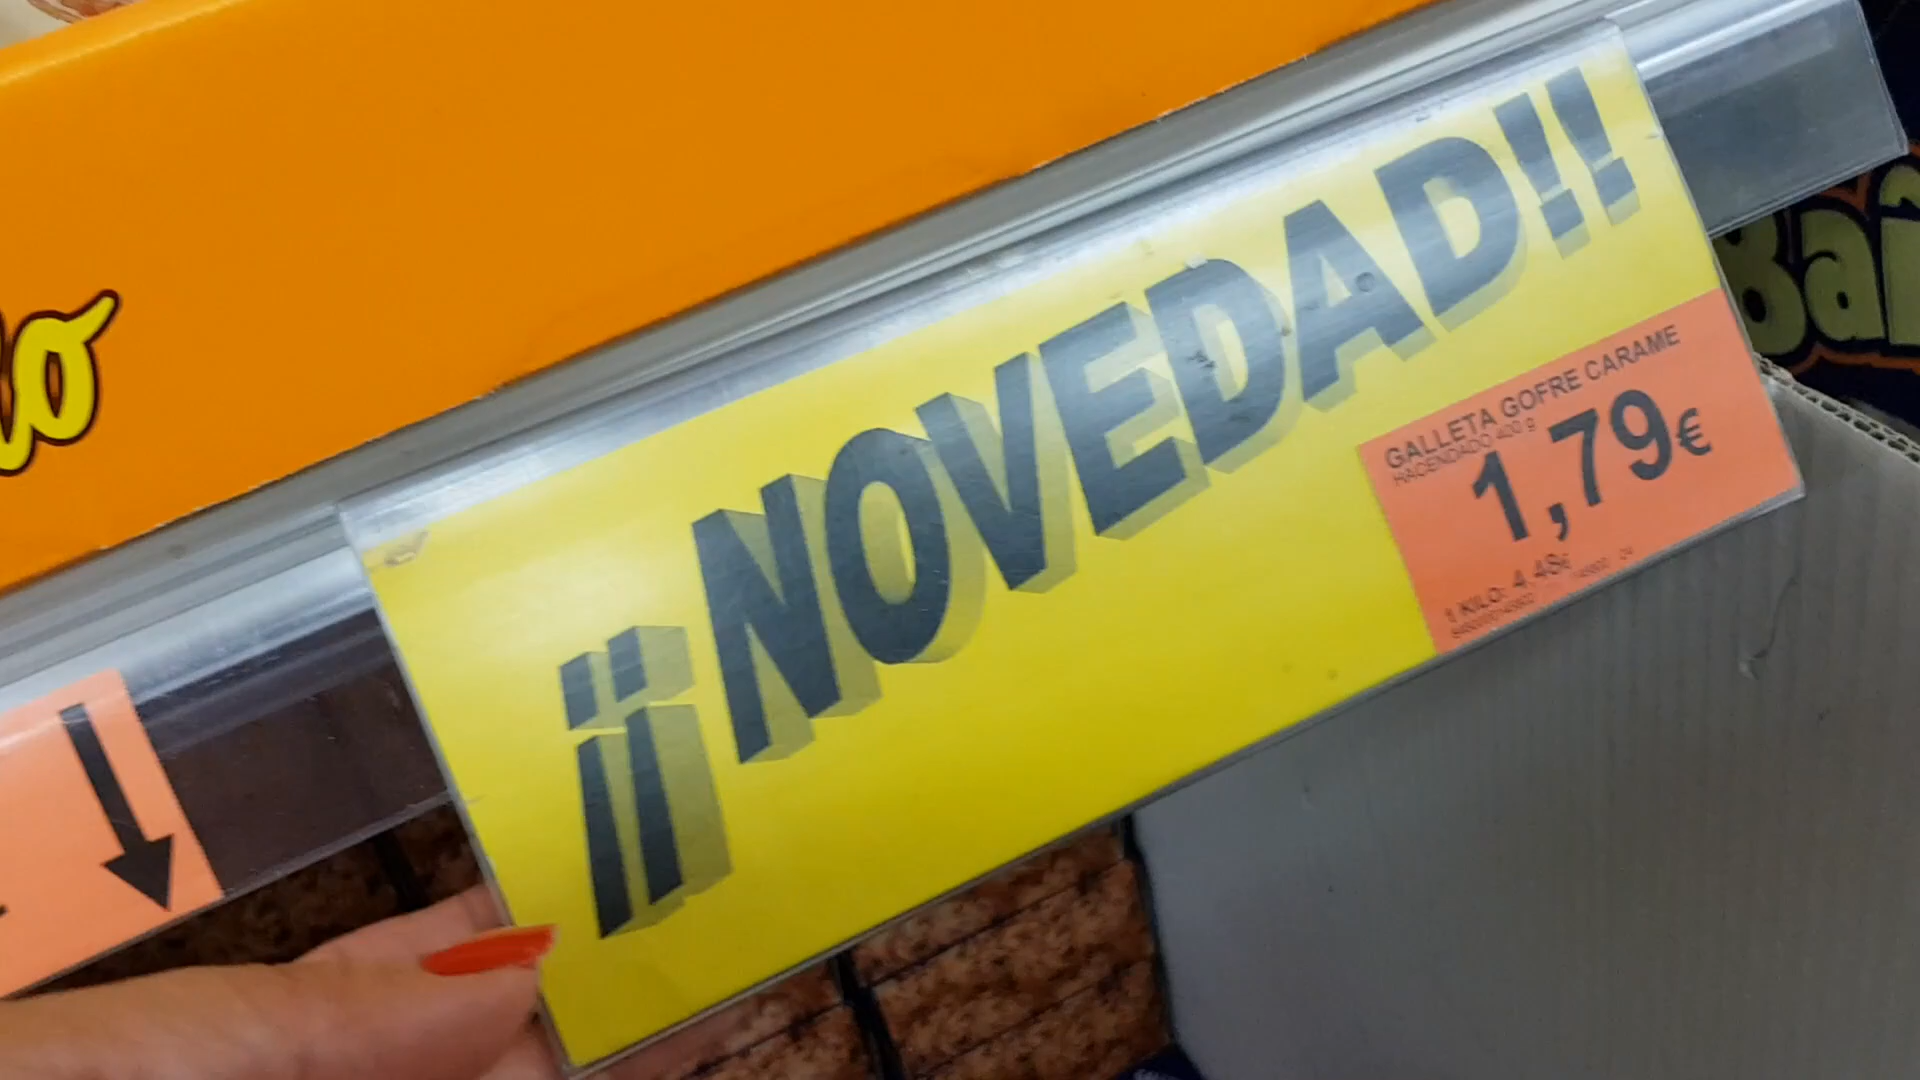 ¡¡NOVEDAD!!
GALLETA GOFRE CARAME
HACENDADO 400 g
1,79€
1 KILO: 4,48€